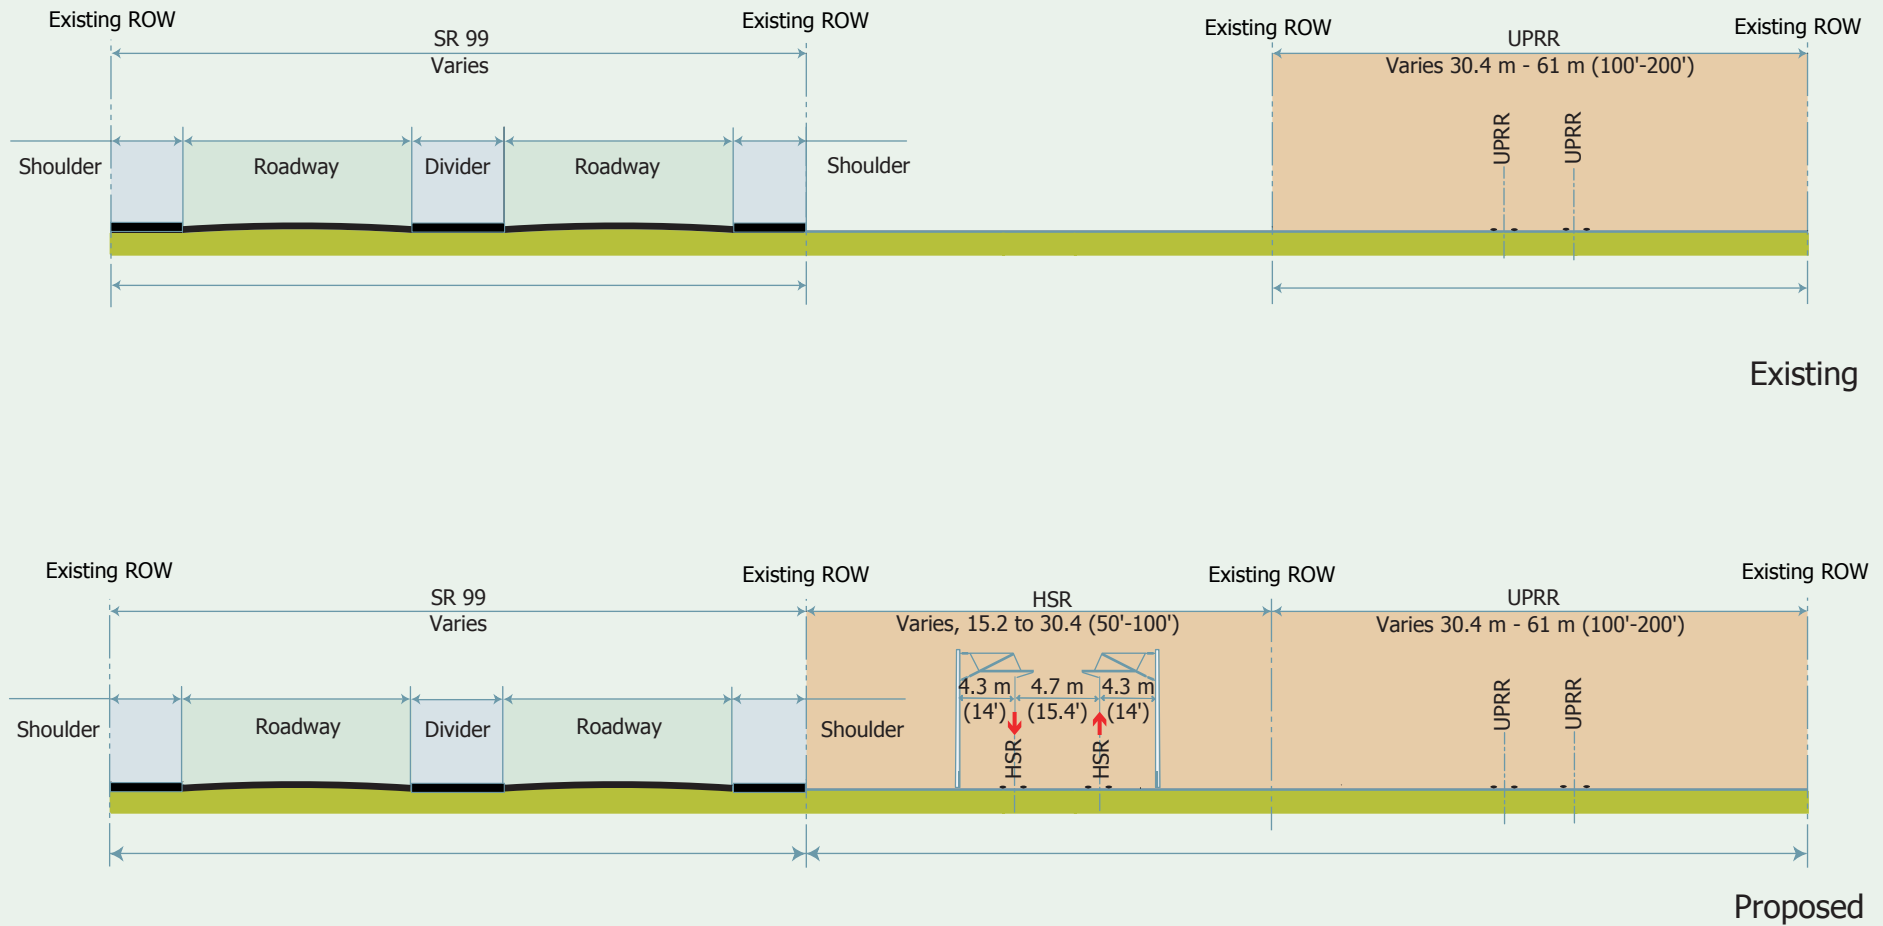 Existing ROW
Existing ROW
Existing ROW
Existing ROW
SR 99
Varies
UPRR
Varies 30.4 m - 61 m (100'-200')
Shoulder
Roadway
Divider
Roadway
Shoulder
UPRR
UPRR
Existing
Existing ROW
Existing ROW
Existing ROW
Existing ROW
SR 99
Varies
HSR
Varies, 15.2 to 30.4 (50'-100')
UPRR
Varies 30.4 m - 61 m (100'-200')
4.3 m
(14')
4.7 m
(15.4')
4.3 m
(14')
Shoulder
Roadway
Divider
Roadway
Shoulder
HSR
HSR
UPRR
UPRR
Proposed